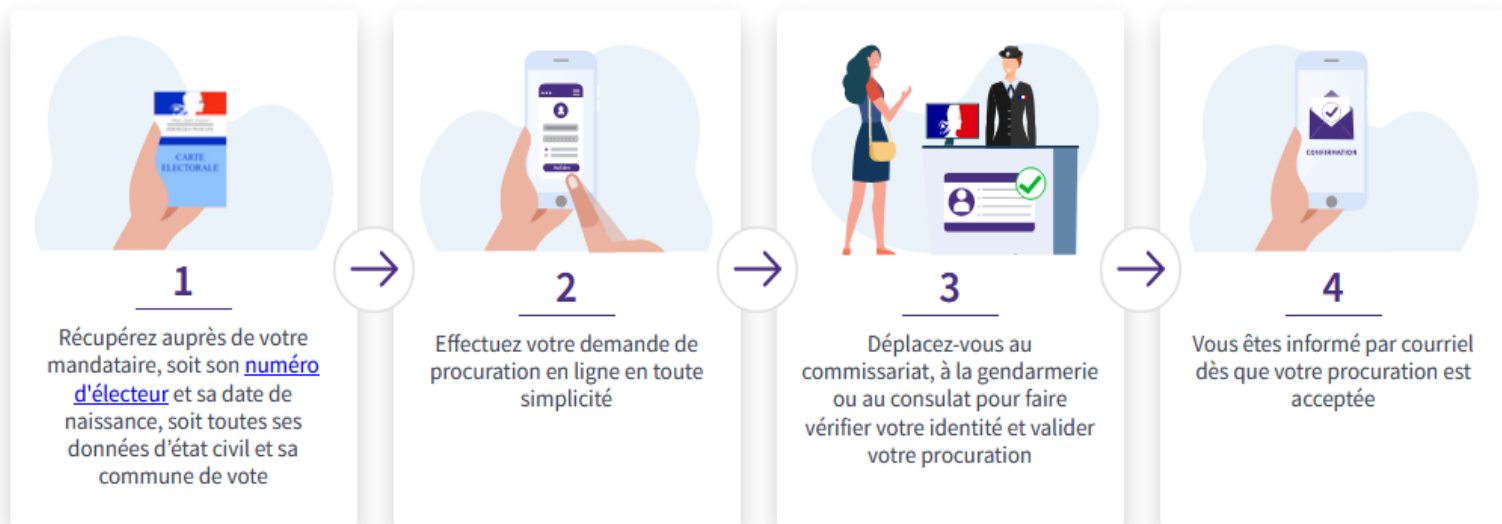 CARTE
ELECTORALE
1
Récupérez auprès de votre
mandataire, soit son numéro
d'électeur et sa date de
naissance, soit toutes ses
données d'état civil et sa
commune de vote
2
Effectuez votre demande de
procuration en ligne en toute
simplicité
3
Déplacez-vous au
commissariat, à la gendarmerie
ou au consulat pour faire
vérifier votre identité et valider
votre procuration
CONFIRMATION
4
Vous êtes informé par courriel
dès que votre procuration est
acceptée